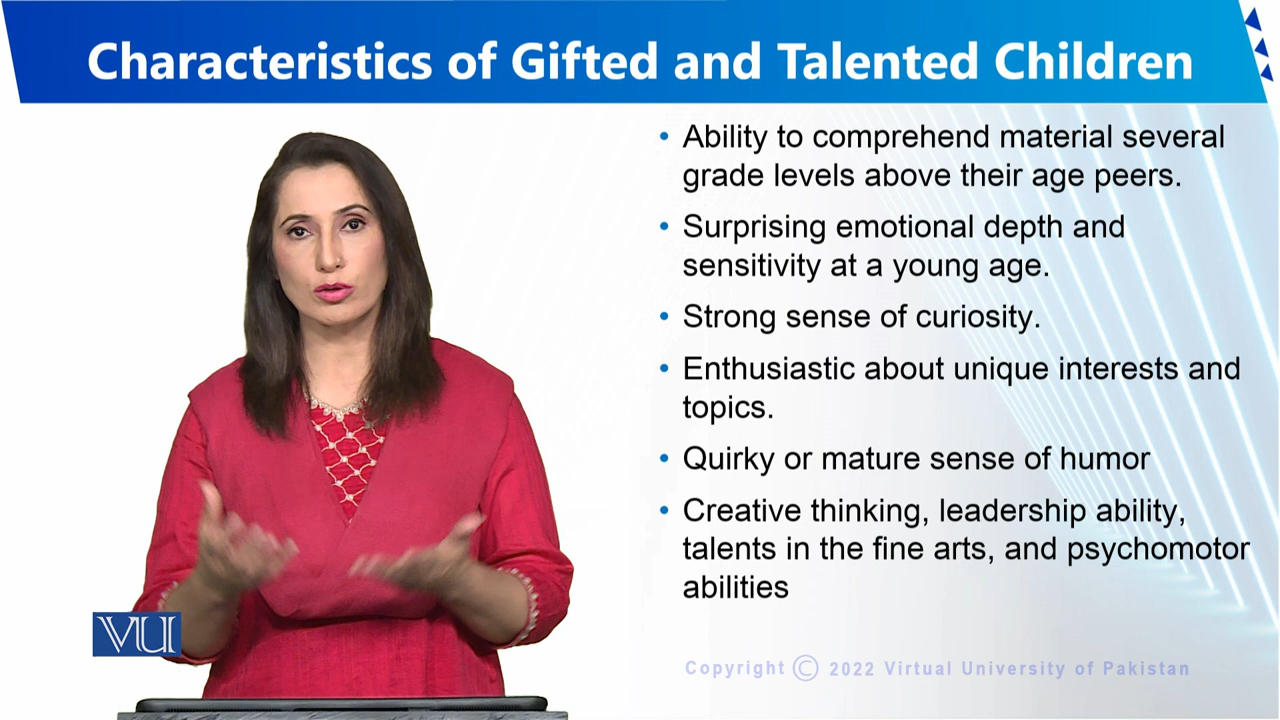 Characteristics of Gifted and Talented Children
• Ability to comprehend material several
grade levels above their age peers.
• Surprising emotional depth and
sensitivity at a young age.
• Strong sense of curiosity.
• Enthusiastic about unique interests and
topics.
• Quirky or mature sense of humor
• Creative thinking, leadership ability,
talents in the fine arts, and psychomotor
abilities
VU
Copyright © 2022 Virtual University of Pakistan